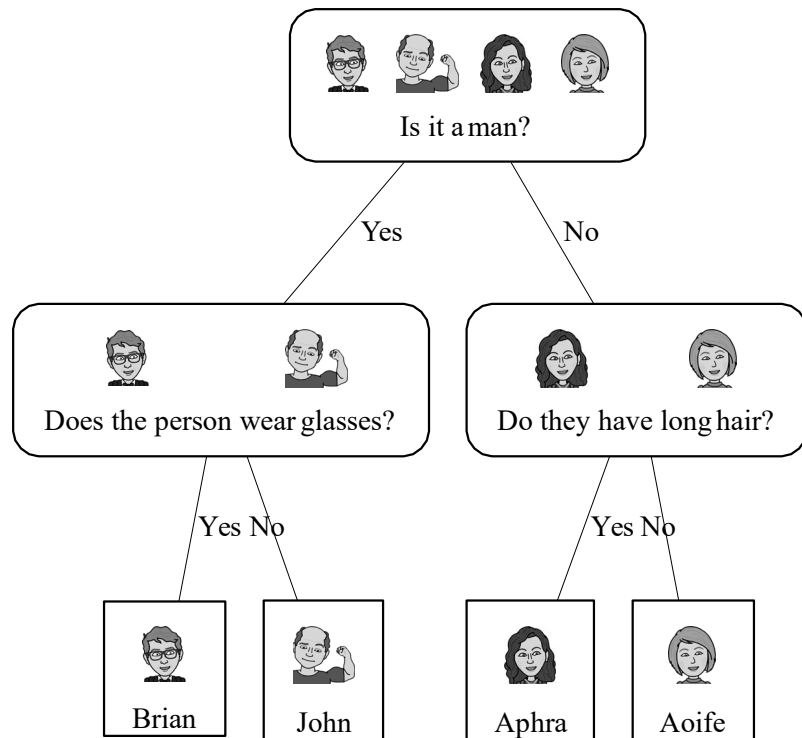 Is it a man?
Yes
No
Does the person wear glasses?
Do they have long hair?
Yes No
Yes No
Brian
John
Aphra
Aoife